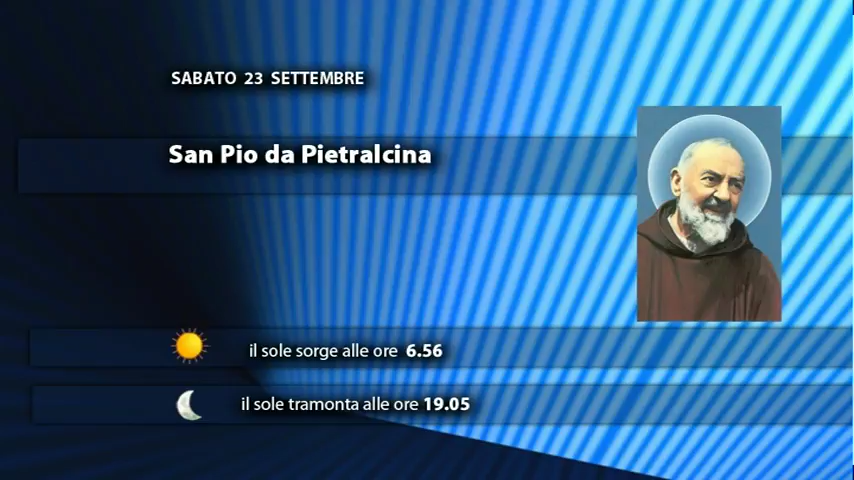 SABATO 23 SETTEMBRE
San Pio da Pietralcina
il sole sorge alle ore 6.56
il sole tramonta alle ore 19.05